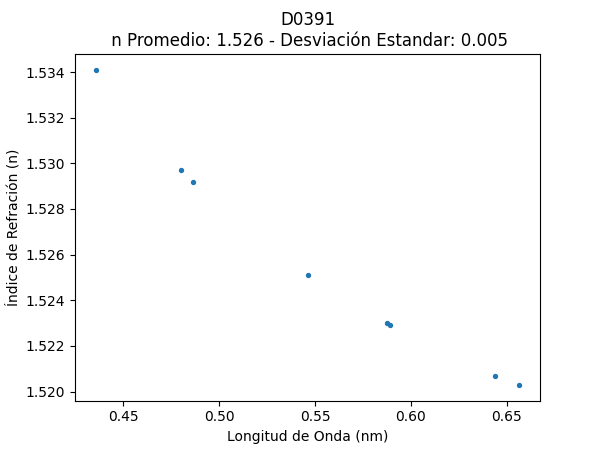 D0391
n Promedio: 1.526 - Desviación Estandar: 0.005
1.534
1.532
1.530
1.528
1.526
1.524
1.522
1.520
Índice de Refración (n)
0.45 0.50 0.55 0.60 0.65
Longitud de Onda (nm)